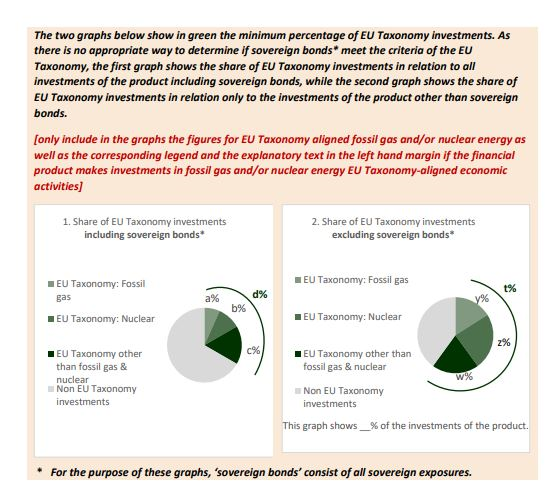 The two graphs below show in green the minimum percentage of EU Taxonomy investments. As
there is no appropriate way to determine if sovereign bonds* meet the criteria of the EU
Taxonomy, the first graph shows the share of EU Taxonomy investments in relation to all
investments of the product including sovereign bonds, while the second graph shows the share of
EU Taxonomy investments in relation only to the investments of the product other than sovereign
bonds.
[only include in the graphs the figures for EU Taxonomy aligned fossil gas and/or nuclear energy as
well as the corresponding legend and the explanatory text in the left hand margin if the financial
product makes investments in fossil gas and/or nuclear energy EU Taxonomy-aligned economic
activities]
1. Share of EU Taxonomy investments
including sovereign bonds*
EU Taxonomy: Fossil
gas
EU Taxonomy: Nuclear
EU Taxonomy other
than fossil gas &
nuclear
Non EU Taxonomy
investments
a%
b%
c%
d%
2. Share of EU Taxonomy investments
excluding sovereign bonds*
EU Taxonomy: Fossil gas
EU Taxonomy: Nuclear
EU Taxonomy other than
fossil gas & nuclear
Non EU Taxonomy
investments
y%
z%
w%
t%
This graph shows __% of the investments of the product.
* For the purpose of these graphs, ‘sovereign bonds’ consist of all sovereign exposures.